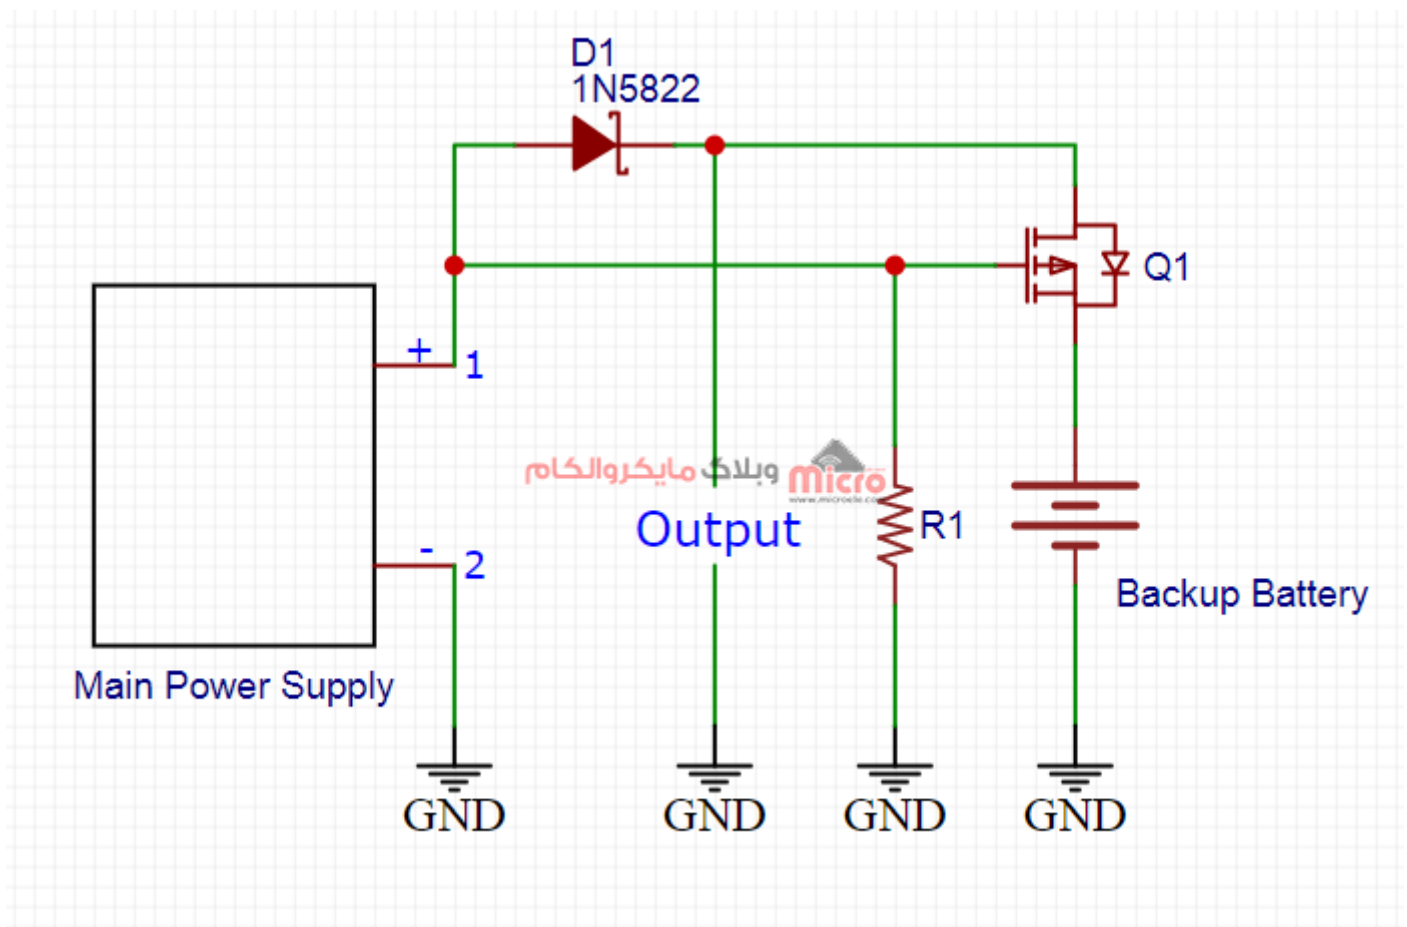 D1
1N5822
Q1
+
1
وبلاگ مایکروالکام
Micro
Output
R1
-
2
Backup Battery
Main Power Supply
GND
GND
GND
GND